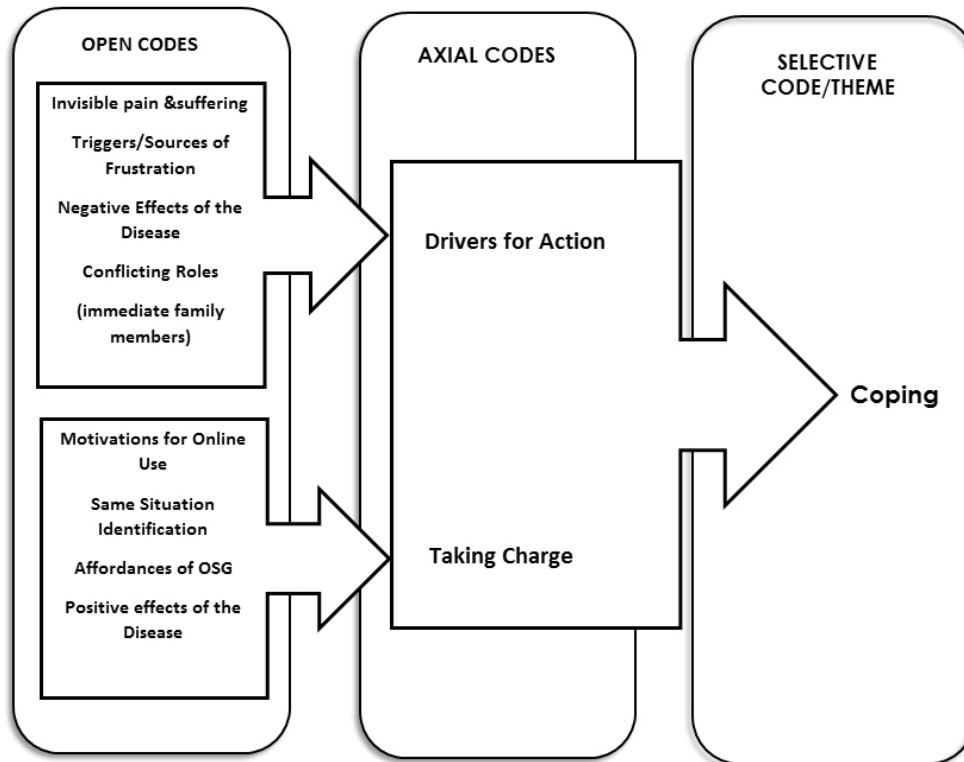 OPEN CODES
Invisible pain &suffering
Triggers/Sources of
Frustration
Negative Effects of the
Disease
Conflicting Roles
(immediate family
members)
Motivations for Online
Use
Same Situation
Identification
Affordances of OSG
Positive effects of the
Disease
AXIAL CODES
Drivers for Action
Taking Charge
SELECTIVE
CODE/THEME
Coping